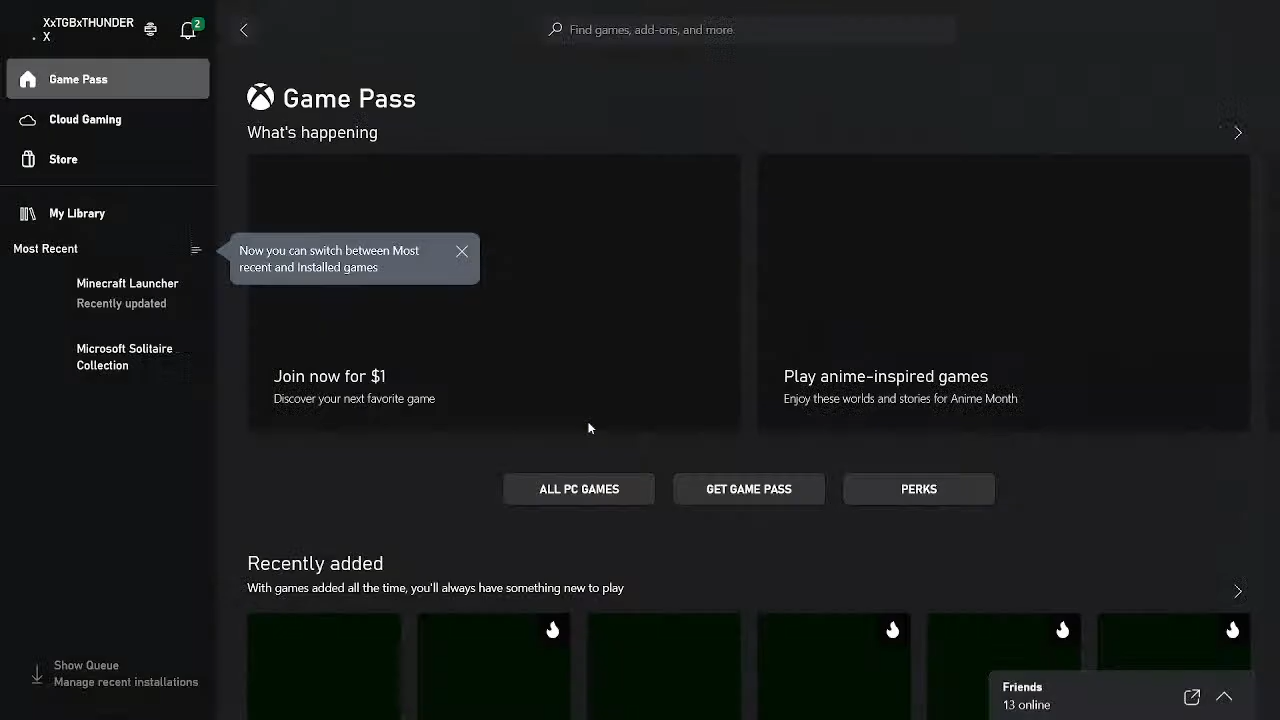 XxTGBxTHUNDER
X
2
Find games, add-ons, and more
Game Pass
Cloud Gaming
Store
My Library
Most Recent
Minecraft Launcher
Recently updated
Microsoft Solitaire
Collection
Show Queue
Manage recent installations
Game Pass
What's happening
Now you can switch between Most
recent and Installed games
Join now for $1
Discover your next favorite game
Play anime-inspired games
Enjoy these worlds and stories for Anime Month
ALL PC GAMES
GET GAME PASS
PERKS
Recently added
With games added all the time, you'll always have something new to play
Friends
13 online